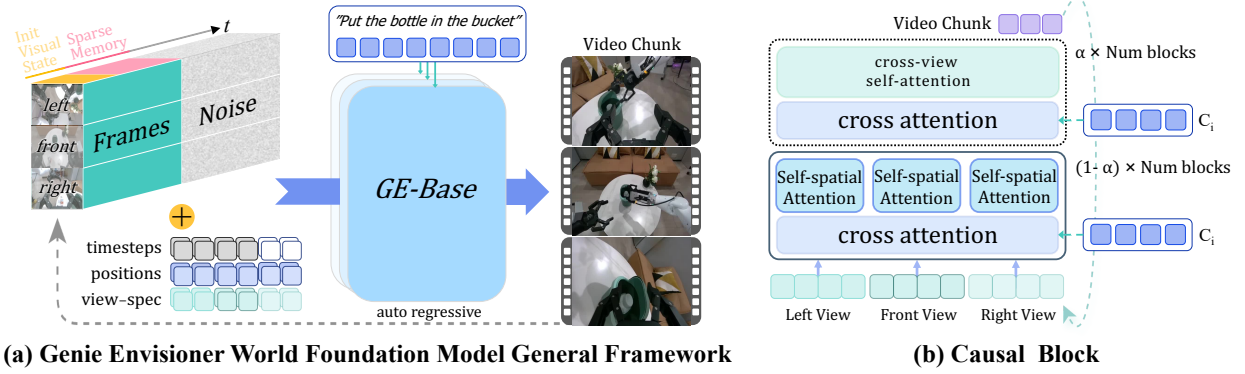 Init
Visual
State
Sparse
Memory
t
left
front
right
Frames
Noise
timesteps
positions
view-spec
"Put the bottle in the bucket"
GE-Base
auto regressive
Video Chunk
(a) Genie Envisioner World Foundation Model General Framework
Video Chunk
cross-view
self-attention
α × Num blocks
cross attention
C_i
Self-spatial
Attention
Self-spatial
Attention
Self-spatial
Attention
(1- α) × Num blocks
cross attention
C_i
Left View
Front View
Right View
(b) Causal Block